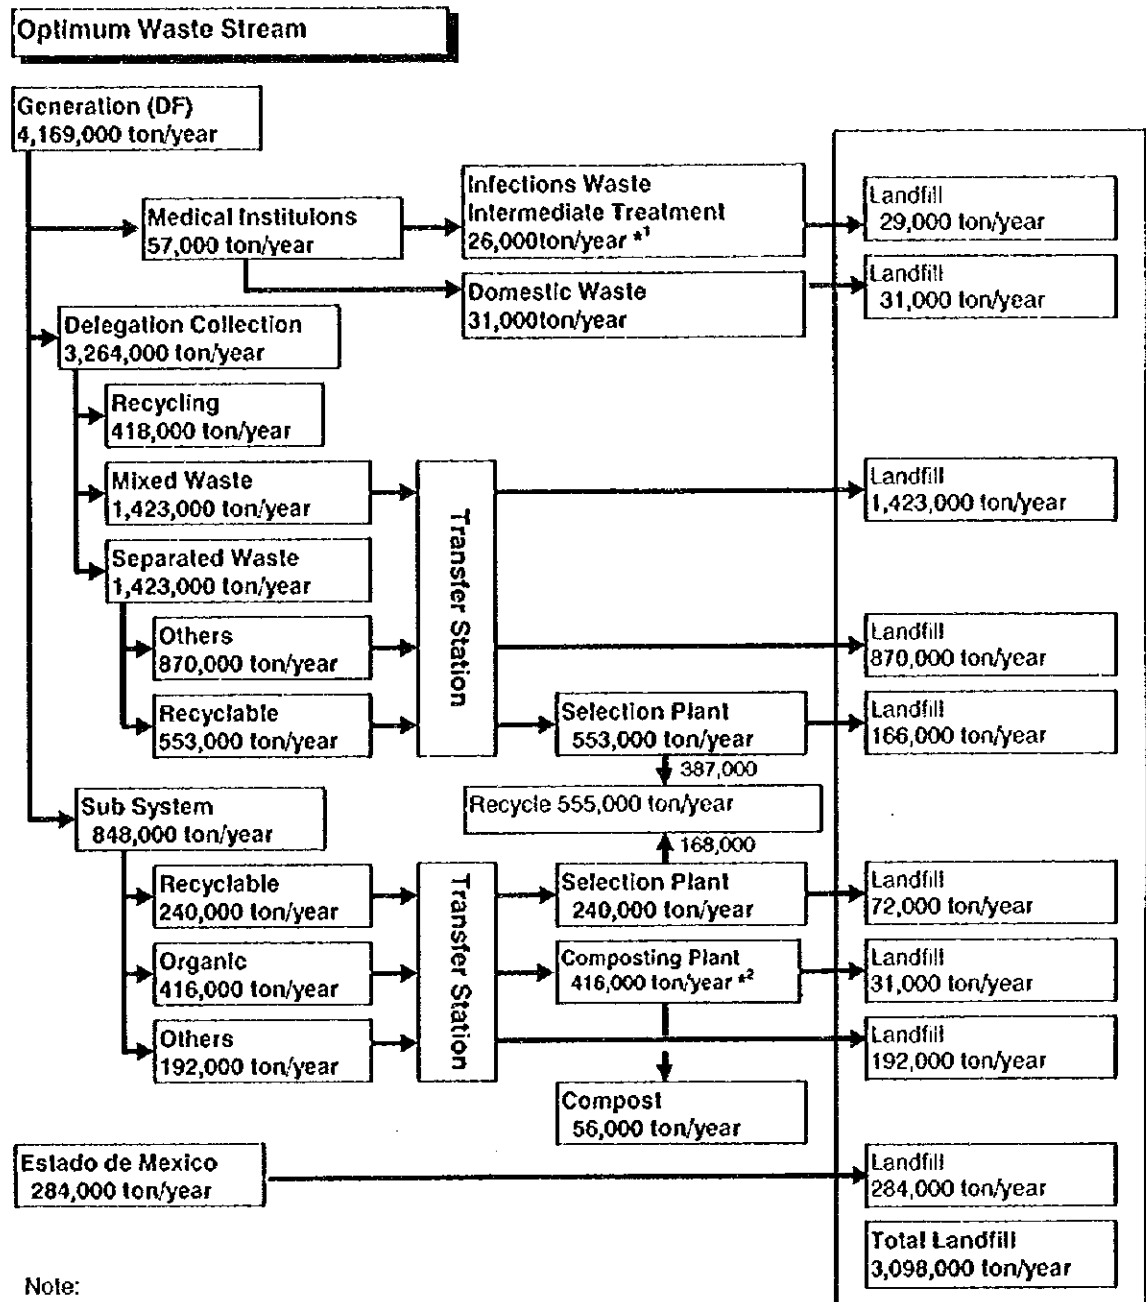 Optimum Waste Stream
Generation (DF)
4,169,000 ton/year
Medical Institulons
57,000 ton/year
Infections Waste
Intermediate Treatment
26,000ton/year *1
Landfill
29,000 ton/year
Domestic Waste
31,000ton/year
Landfill
31,000 ton/year
Delegation Collection
3,264,000 ton/year
Recycling
418,000 ton/year
Mixed Waste
1,423,000 ton/year
Transfer Station
Landfill
1,423,000 ton/year
Separated Waste
1,423,000 ton/year
Others
870,000 ton/year
Landfill
870,000 ton/year
Recyclable
553,000 ton/year
Selection Plant
553,000 ton/year
Landfill
166,000 ton/year
387,000
Recycle 555,000 ton/year
168,000
Sub System
848,000 ton/year
Recyclable
240,000 ton/year
Transfer Station
Selection Plant
240,000 ton/year
Landfill
72,000 ton/year
Organic
416,000 ton/year
Composting Plant
416,000 ton/year *2
Landfill
31,000 ton/year
Others
192,000 ton/year
Landfill
192,000 ton/year
Compost
56,000 ton/year
Estado de Mexico
284,000 ton/year
Landfill
284,000 ton/year
Total Landfill
3,098,000 ton/year
Note: